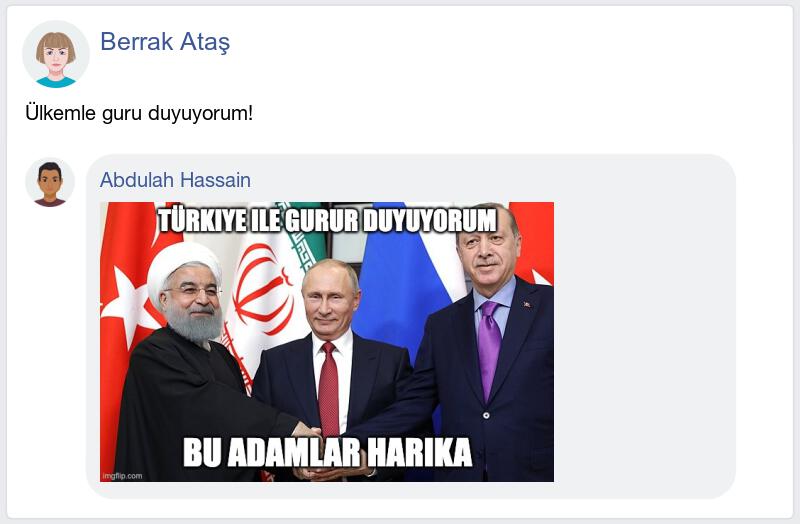 Berrak Ataş
Ülkemle guru duyuyorum!
Abdulah Hassain
TÜRKIYE ILE GURUR DUYUYORUM
BU ADAMLAR HARIKA
imgflip.com